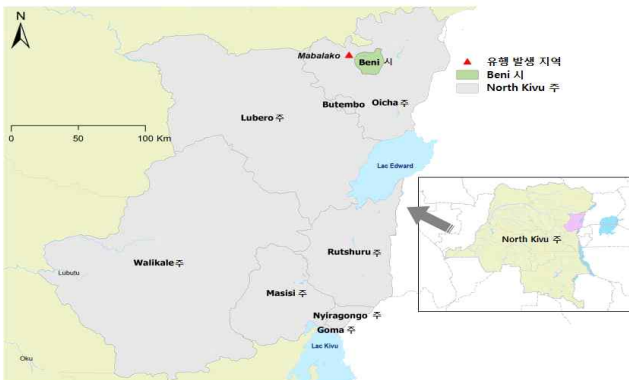 N
Mabalako
Beni 시
유행 발생 지역
Beni 시
North Kivu 주
Butembo
Oicha 주
Lubero 주
0 50 100 Km
Lac Edward
North Kivu 주
Rutshuru 주
Walikale 주
Lubutu
Masisi 주
Nyiragongo 주
Goma 주
Lac Kivu
Oku